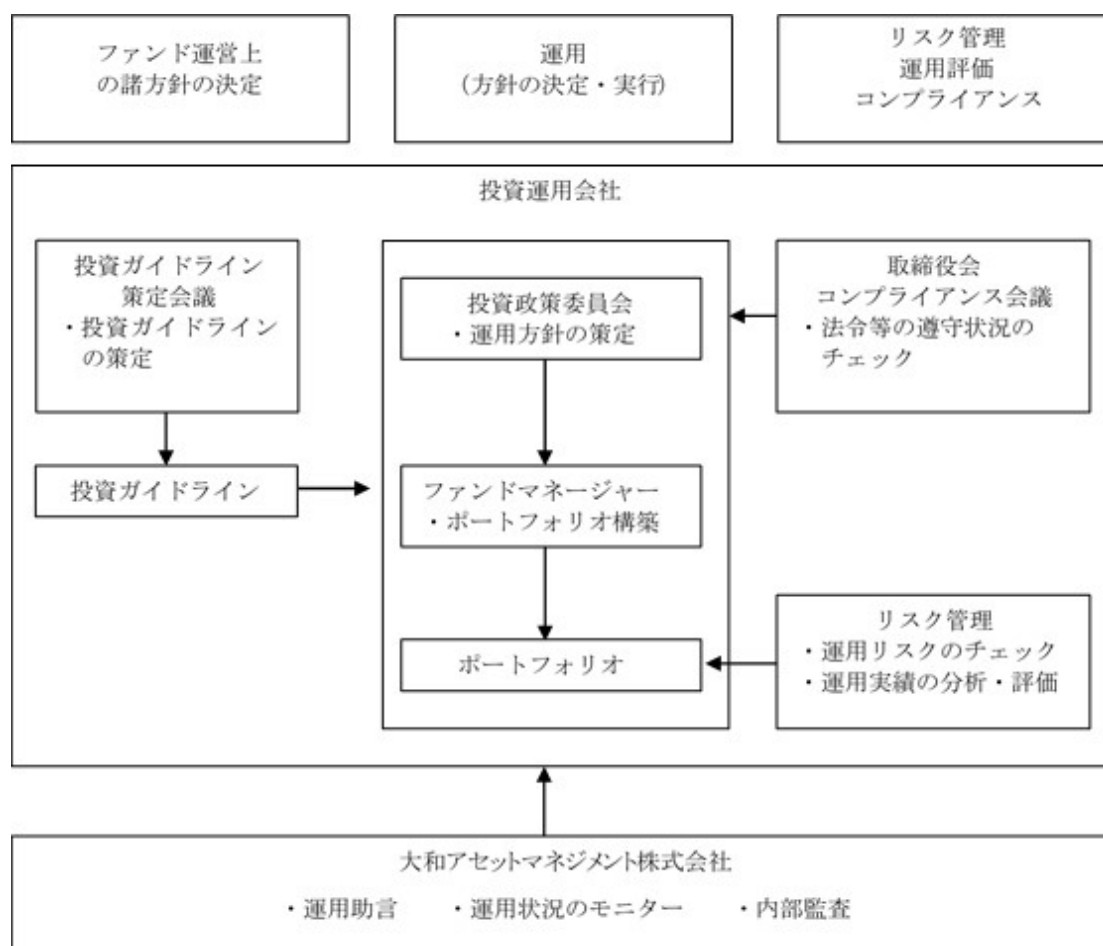 ファンド運営上
の諸方針の決定
運用
(方針の決定・実行)
リスク管理
運用評価
コンプライアンス
投資運用会社
投資ガイドライン
策定会議
・投資ガイドライン
の策定
投資政策委員会
・運用方針の策定
取締役会
コンプライアンス会議
・法令等の遵守状況の
チェック
投資ガイドライン
ファンドマネージャー
・ポートフォリオ構築
リスク管理
・運用リスクのチェック
・運用実績の分析・評価
ポートフォリオ
大和アセットマネジメント株式会社
・運用助言 ・運用状況のモニター ・内部監査